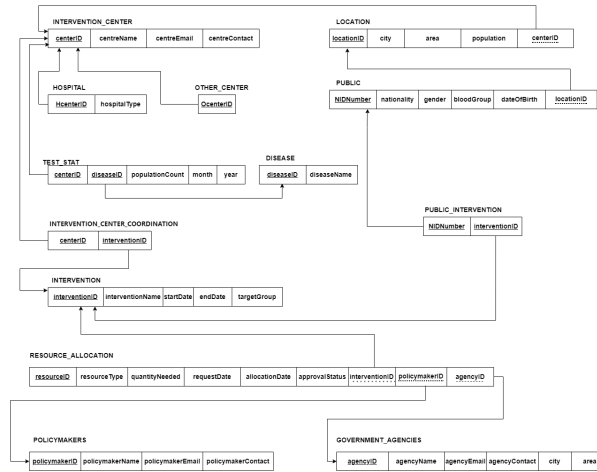 INTERVENTION_CENTER
centerID centreName centreEmail centreContact
LOCATION
locationID city area population centerID
HOSPITAL
HcenterID hospitalType
OTHER_CENTER
OcenterID
PUBLIC
NIDNumber nationality gender bloodGroup dateOfBirth locationID
TEST_STAT
centerID diseaseID populationCount month year
DISEASE
diseaseID diseaseName
PUBLIC_INTERVENTION
NIDNumber interventionID
INTERVENTION_CENTER_COORDINATION
centerID interventionID
INTERVENTION
interventionID interventionName startDate endDate targetGroup
RESOURCE_ALLOCATION
resourceID resourceType quantityNeeded requestDate allocationDate approvalStatus interventionID policymakerID agencyID
POLICYMAKERS
policymakerID policymakerName policymakerEmail policymakerContact
GOVERNMENT_AGENCIES
agencyID agencyName agencyEmail agencyContact city area